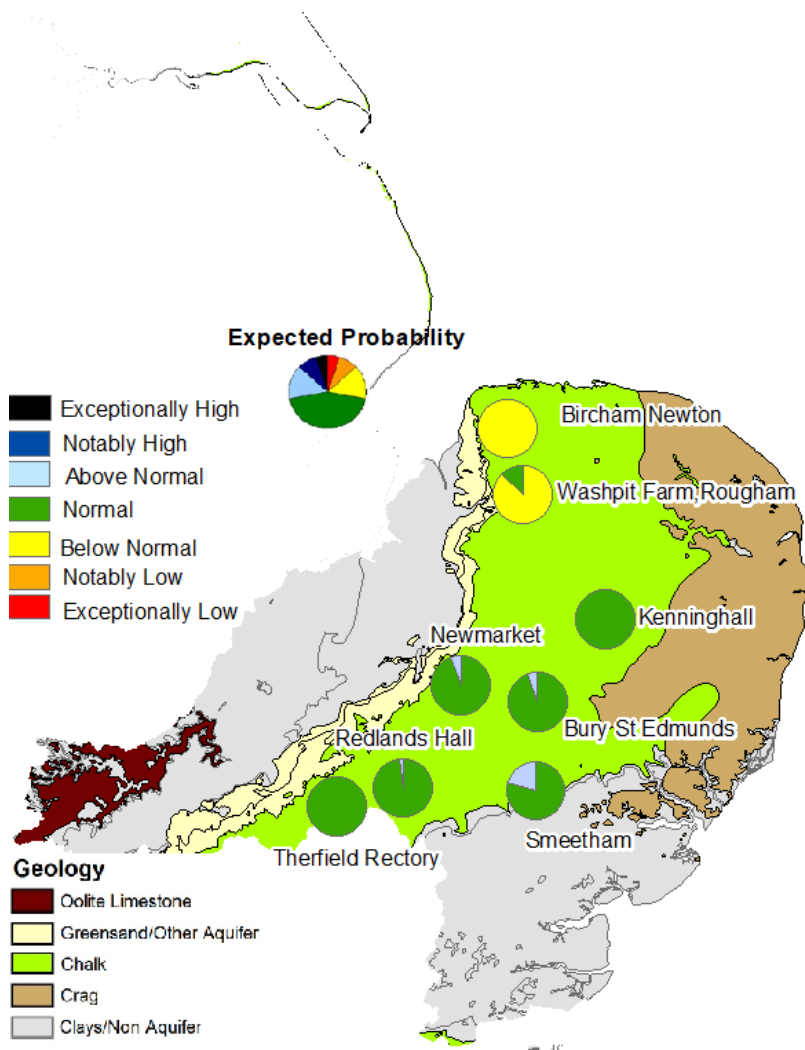 Expected Probability
Exceptionally High
Notably High
Above Normal
Normal
Below Normal
Notably Low
Exceptionally Low
Bircham Newton
Washpit Farm,Rougham
Kenninghall
Newmarket
Bury St Edmunds
Redlands Hall
Smeetham
Therfield Rectory
Geology
Oolite Limestone
Greensand/Other Aquifer
Chalk
Crag
Clays/Non Aquifer